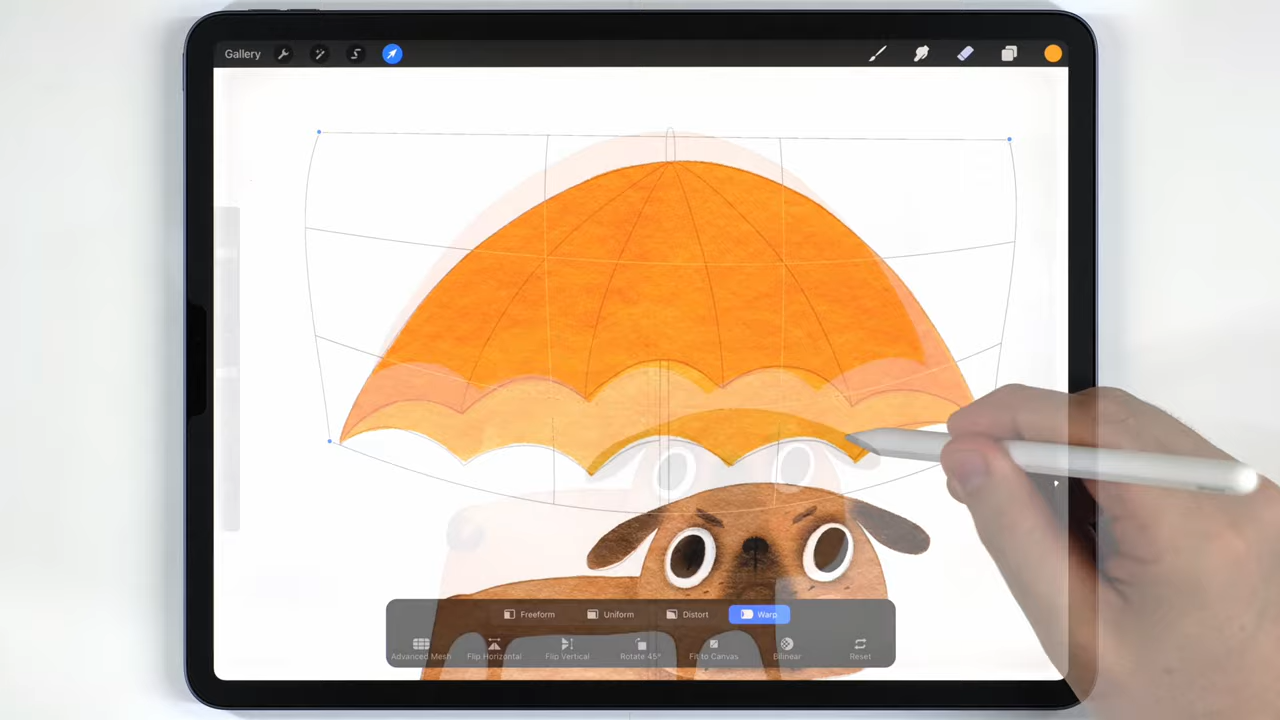 Gallery
Freeform Uniform Distort Warp
Advanced Mesh Flip Horizontal Flip Vertical Rotate 45° Fit to Canvas Bilinear Reset